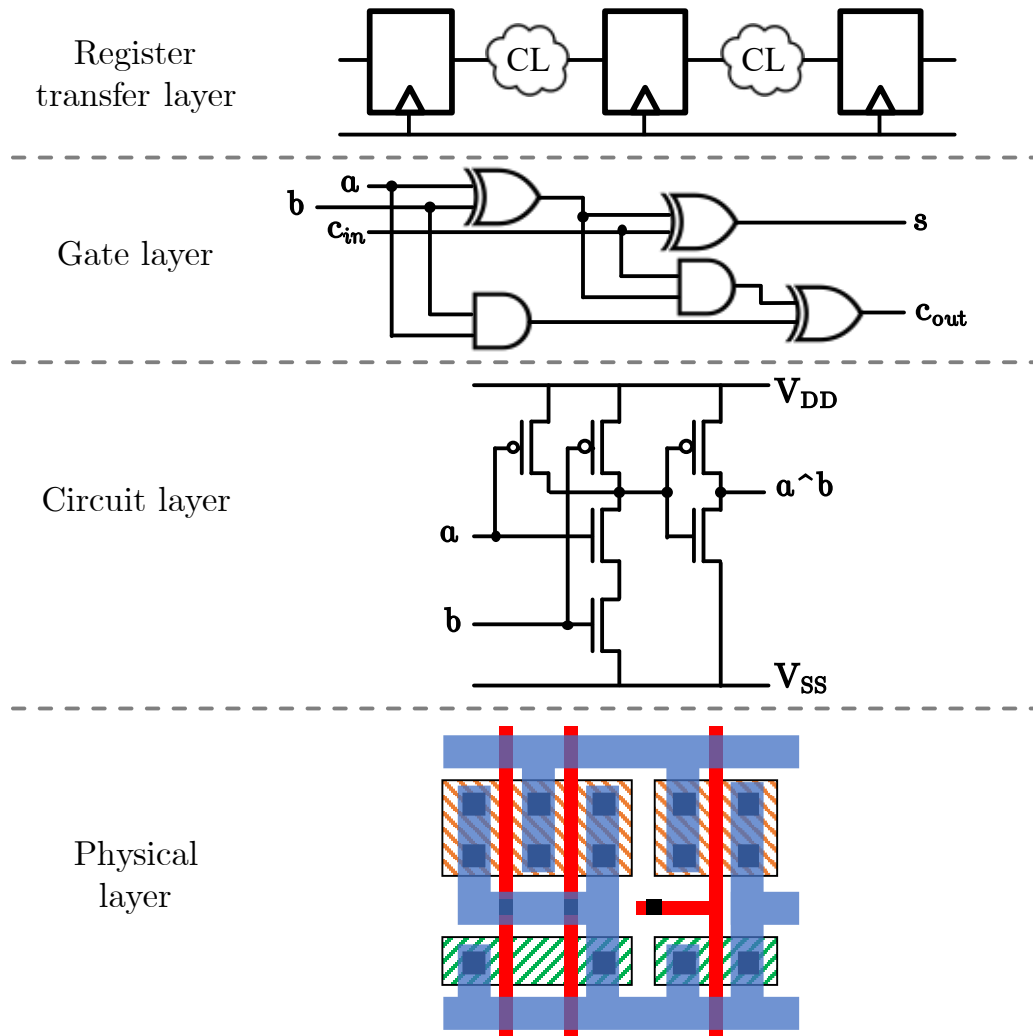 Register
transfer layer
CL
CL
a
b
c_in
s
Gate layer
c_out
V_DD
Circuit layer
a^b
a
b
V_SS
Physical
layer